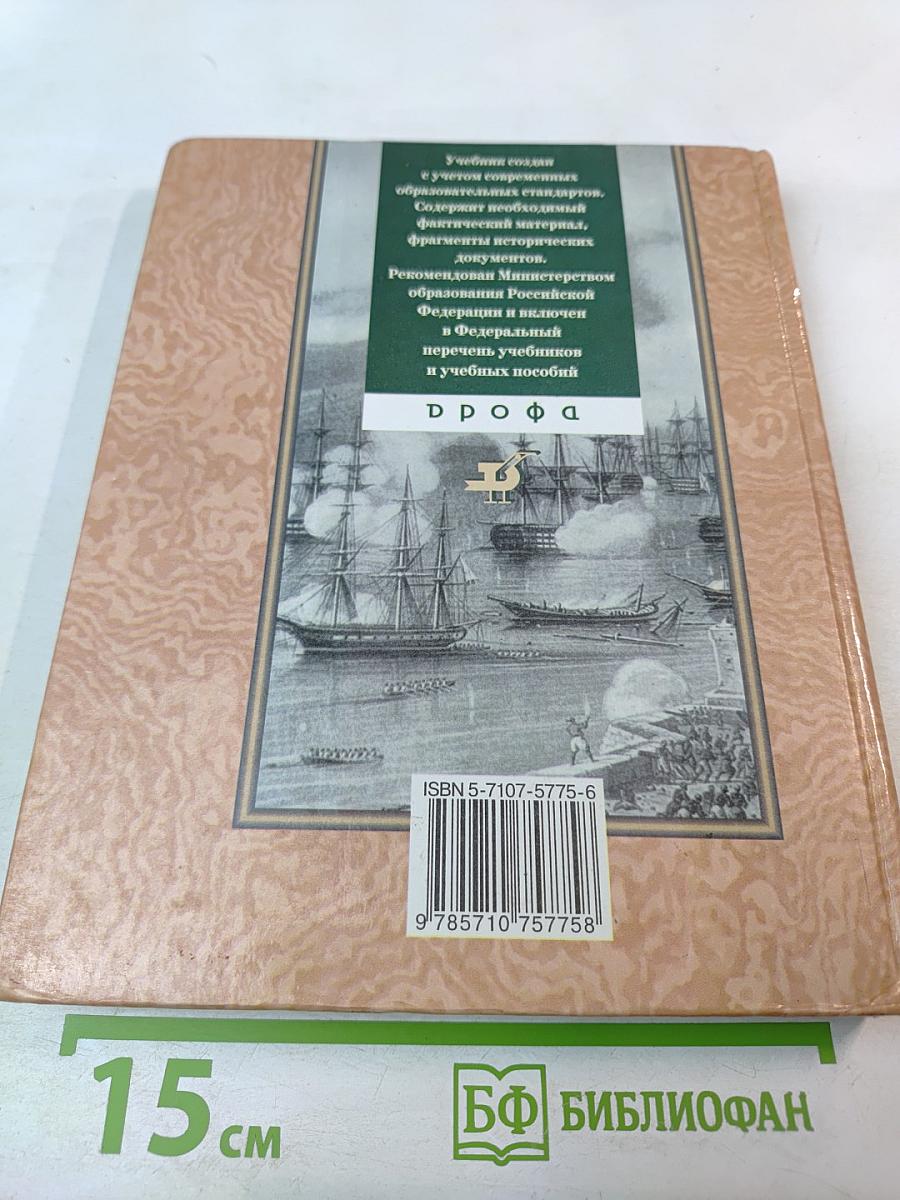 Учебник создан
с учетом современных
образовательных стандартов.
Содержит необходимый
фактический материал,
фрагменты исторических
документов.
Рекомендован Министерством
образования Российской
Федерации и включен
в Федеральный
перечень учебников
и учебных пособий
ДРОФА
ISBN 5-7107-5775-6
9 785710 757758
15 см
БФ БИБЛИОФАН